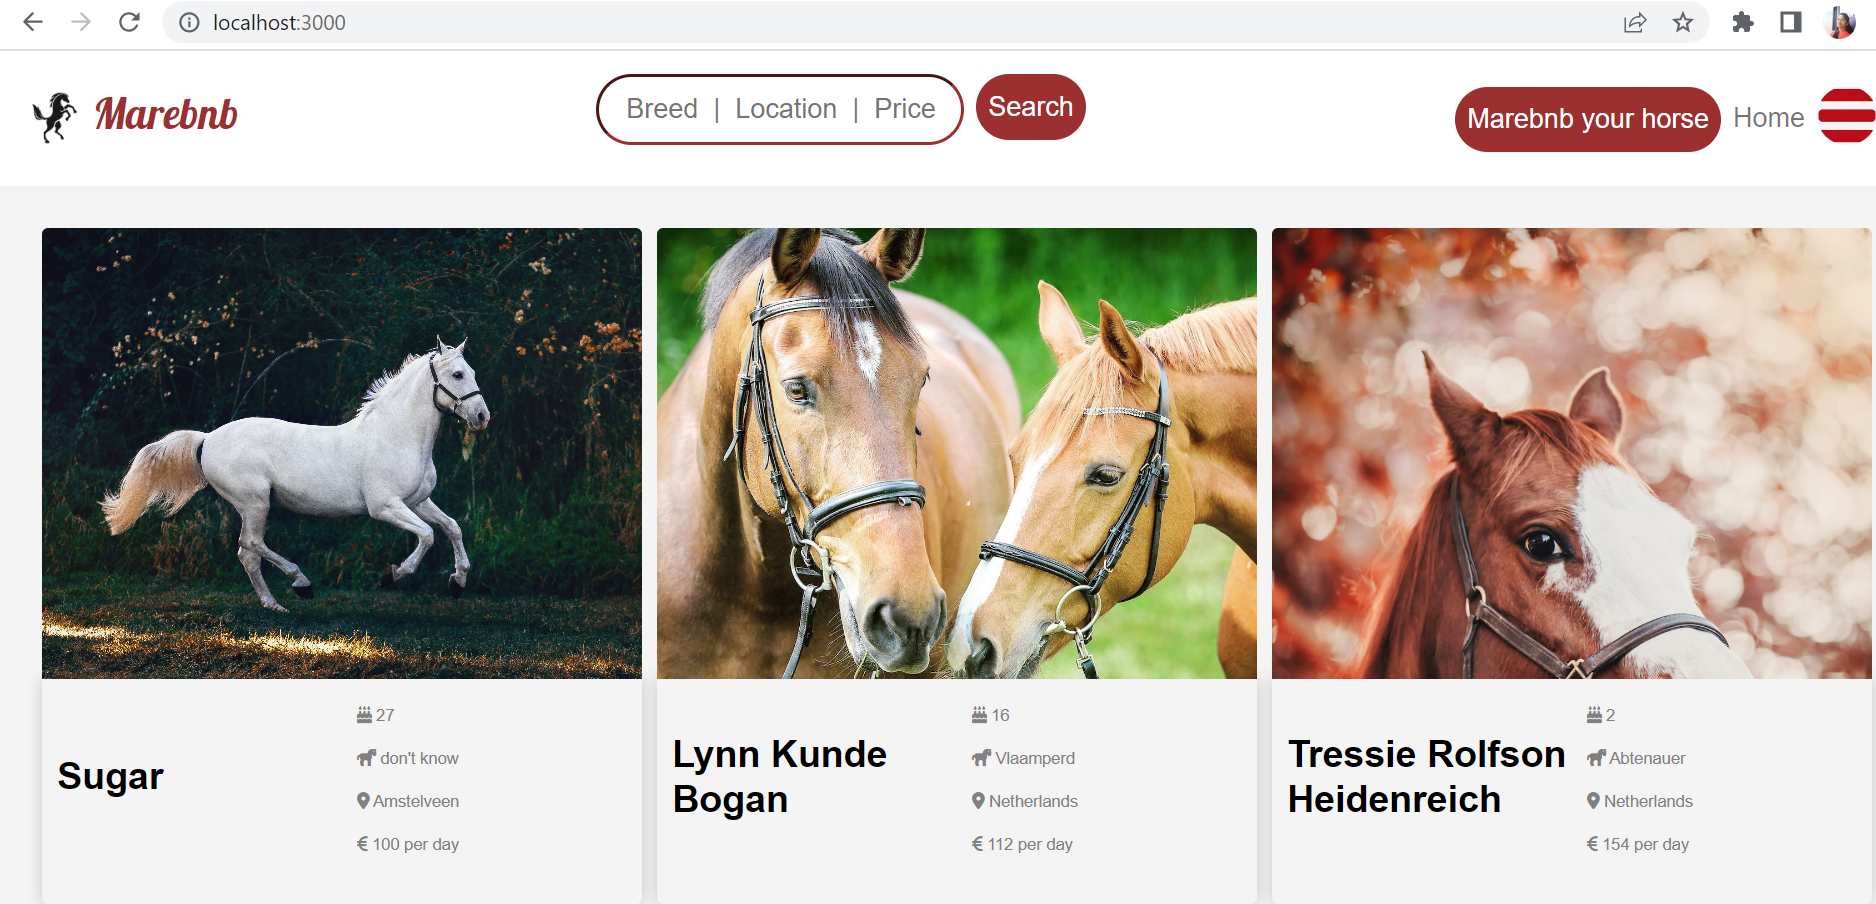 localhost:3000
Marebnb
Breed | Location | Price
Search
Marebnb your horse
Home
Sugar
27
don't know
Amstelveen
€ 100 per day
Lynn Kunde
Bogan
16
Vlaamperd
Netherlands
€ 112 per day
Tressie Rolfson
Heidenreich
2
Abtenauer
Netherlands
€ 154 per day